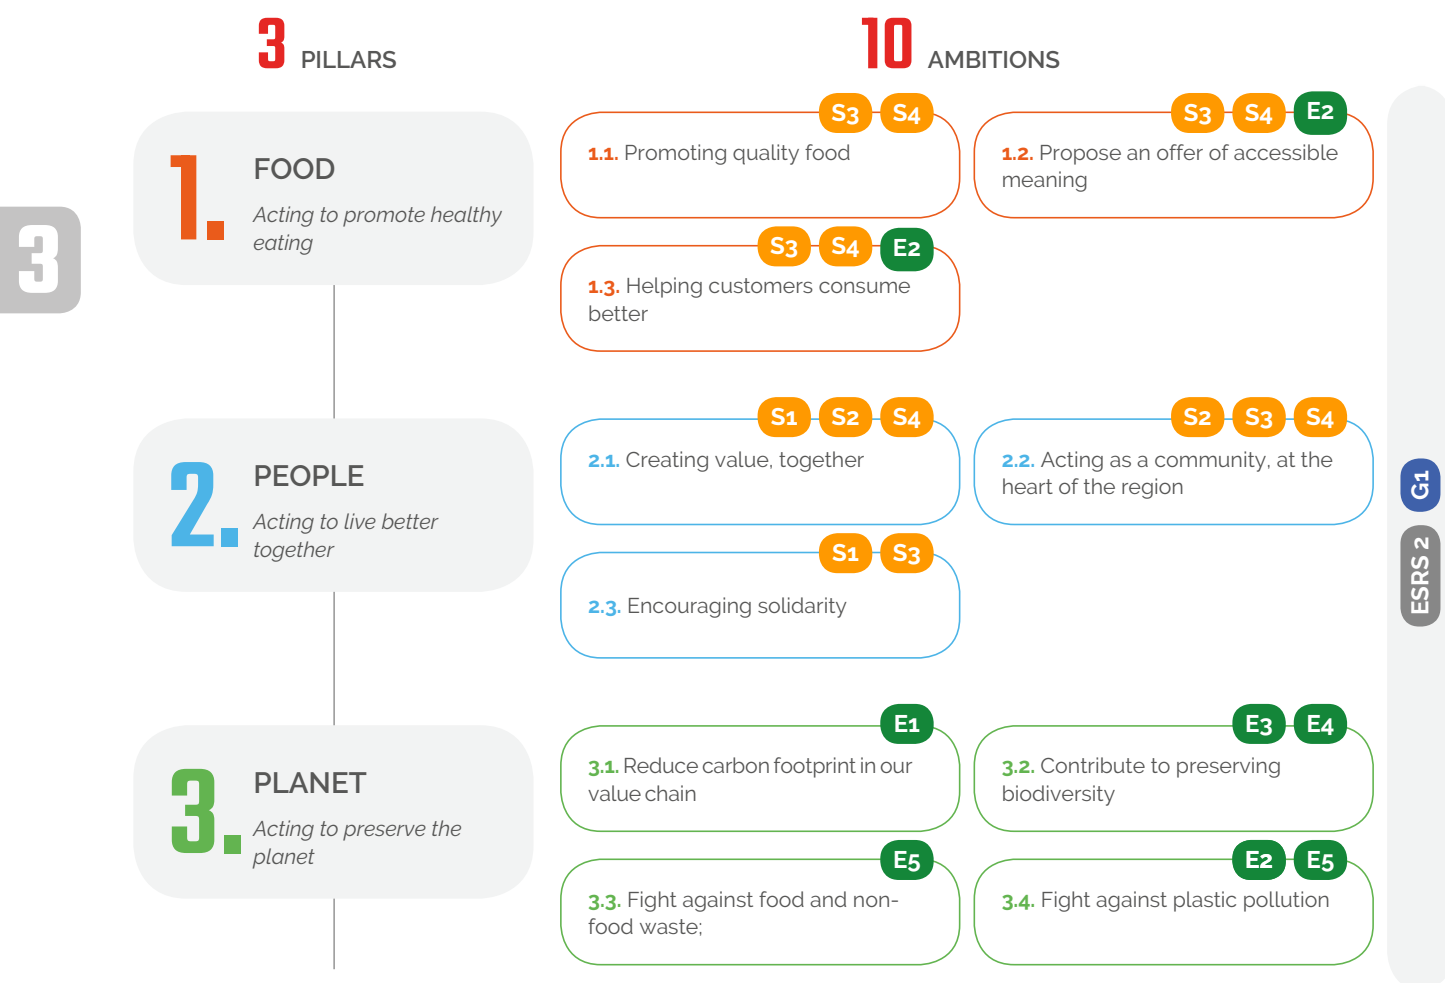 3 PILLARS
10 AMBITIONS
3
1.
FOOD
Acting to promote healthy
eating
S3 S4
1.1. Promoting quality food
S3 S4 E2
1.2. Propose an offer of accessible
meaning
S3 S4 E2
1.3. Helping customers consume
better
2.
PEOPLE
Acting to live better
together
S1 S2 S4
2.1. Creating value, together
S2 S3 S4
2.2. Acting as a community, at the
heart of the region
S1 S3
2.3. Encouraging solidarity
3.
PLANET
Acting to preserve the
planet
E1
3.1. Reduce carbon footprint in our
value chain
E3 E4
3.2. Contribute to preserving
biodiversity
E5
3.3. Fight against food and non-
food waste;
E2 E5
3.4. Fight against plastic pollution
G1
ESRS 2